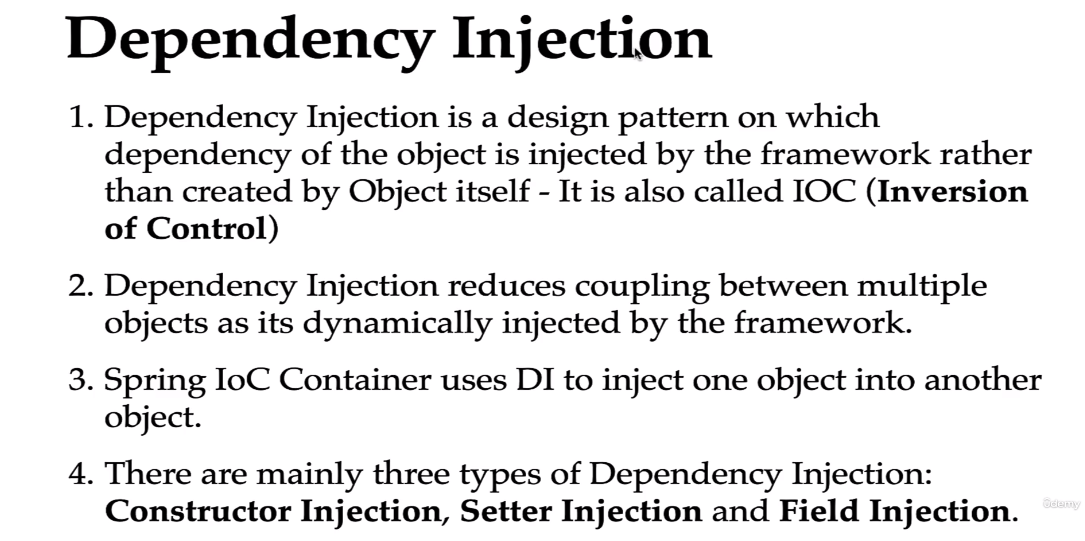 Dependency Injection
1. Dependency Injection is a design pattern on which
dependency of the object is injected by the framework rather
than created by Object itself - It is also called IOC (Inversion
of Control)
2. Dependency Injection reduces coupling between multiple
objects as its dynamically injected by the framework.
3. Spring IoC Container uses DI to inject one object into another
object.
4. There are mainly three types of Dependency Injection:
Constructor Injection, Setter Injection and Field Injection.
ûdemy